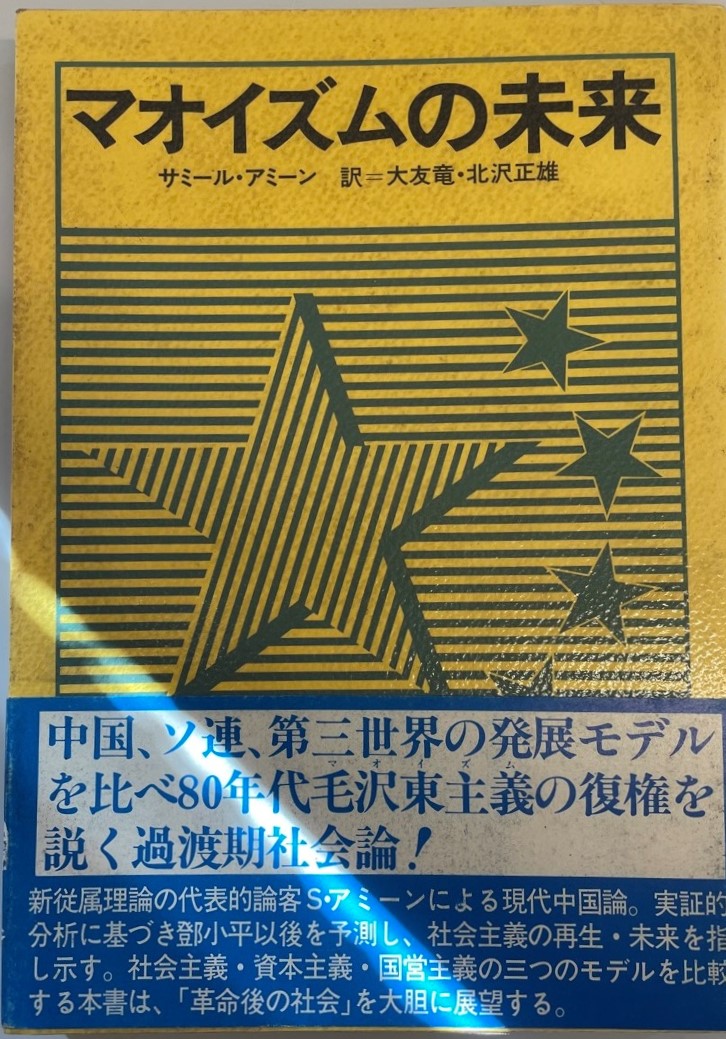 マオイズムの未来
サミール・アミーン 訳=大友竜・北沢正雄
中国、ソ連、第三世界の発展モデル
マオイズム
を比べ80年代毛沢東主義の復権を
説く過渡期社会論!
新従属理論の代表的論客S・アミーンによる現代中国論。実証的
分析に基づき鄧小平以後を予測し、社会主義の再生・未来を指
し示す。社会主義・資本主義・国営主義の三つのモデルを比較
する本書は、「革命後の社会」を大胆に展望する。